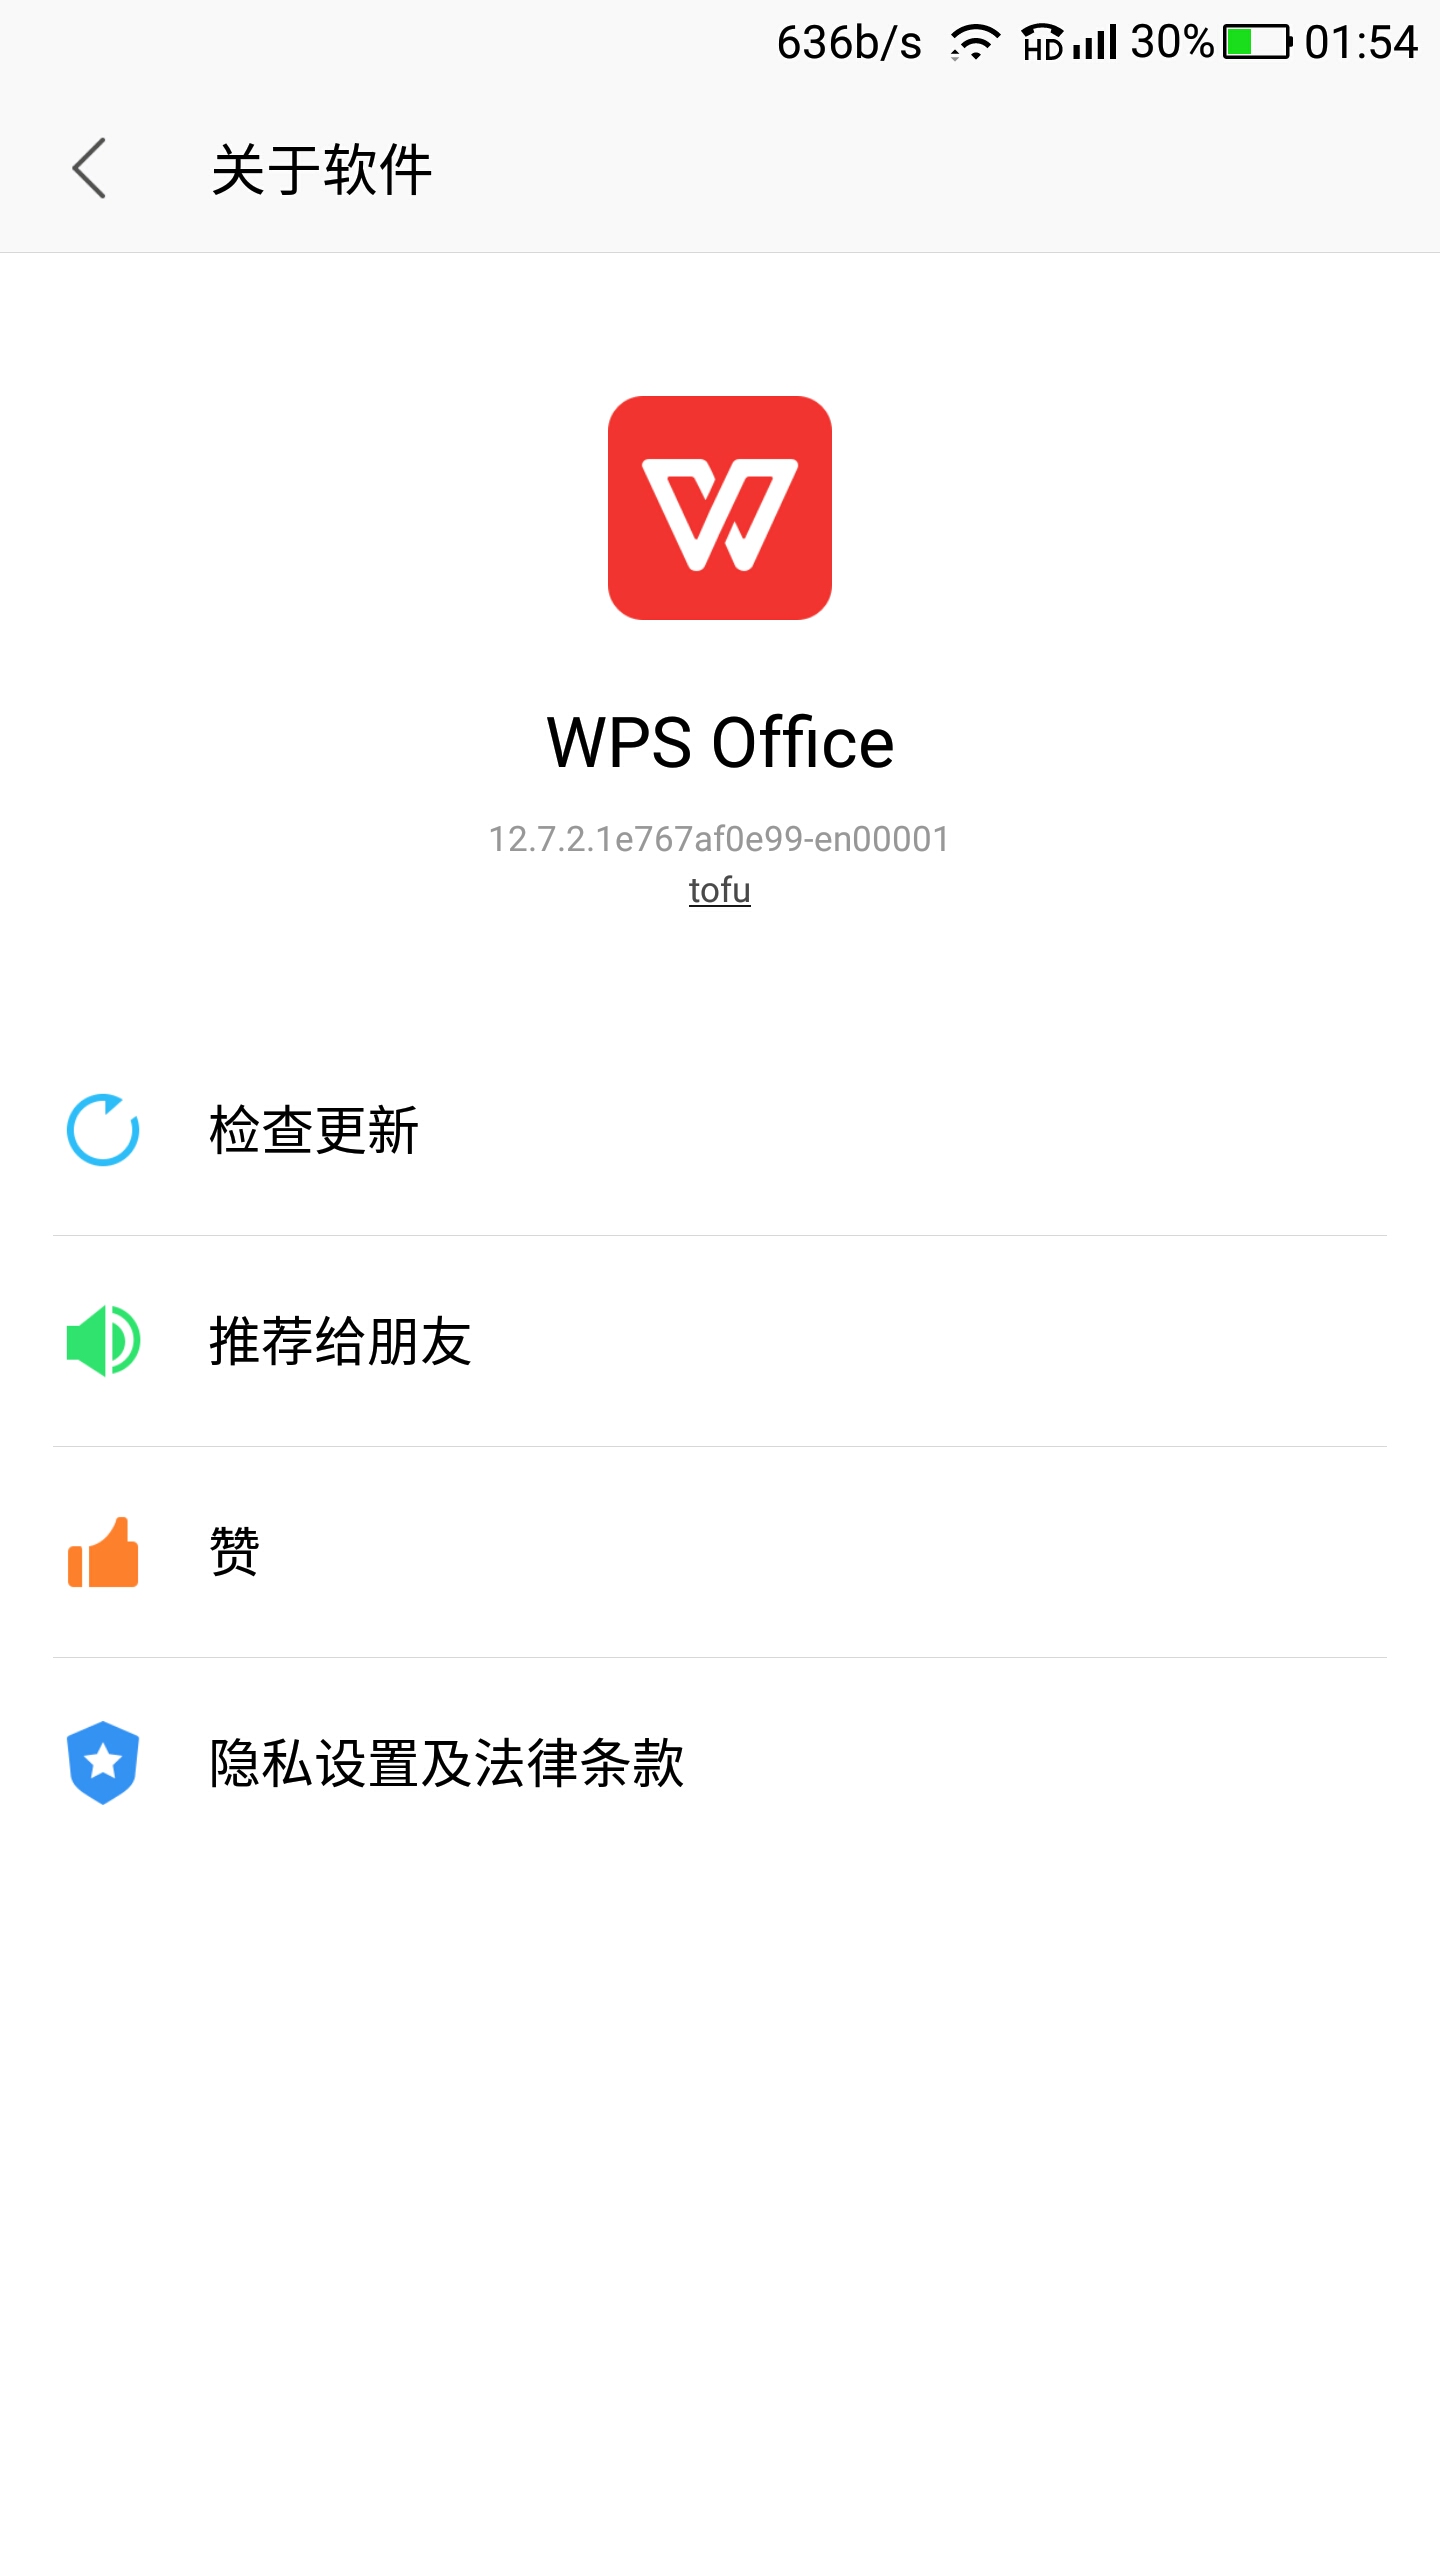 636b/s HD 30% 01:54
关于软件
WPS Office
12.7.2.1e767af0e99-en00001
tofu
检查更新
推荐给朋友
赞
隐私设置及法律条款